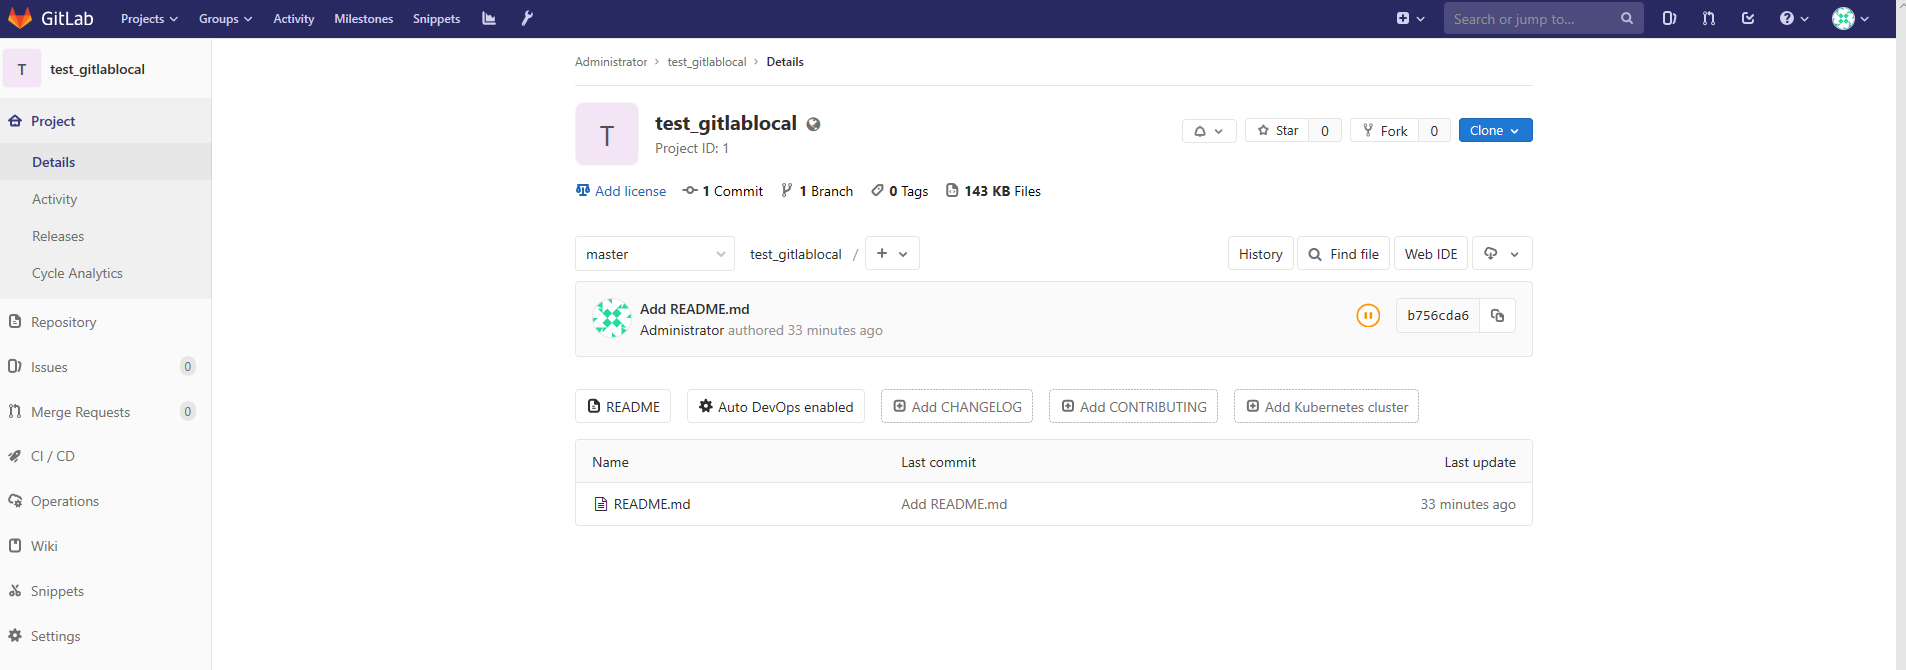 GitLab Projects Groups Activity Milestones Snippets Search or jump to...
T test_gitlablocal
Project
Details
Activity
Releases
Cycle Analytics
Repository
Issues 0
Merge Requests 0
CI / CD
Operations
Wiki
Snippets
Settings
Administrator › test_gitlablocal › Details
T
test_gitlablocal
Project ID: 1
Star 0 Fork 0 Clone
Add license 1 Commit 1 Branch 0 Tags 143 KB Files
master test_gitlablocal / + History Find file Web IDE
Add README.md
Administrator authored 33 minutes ago
b756cda6
README Auto DevOps enabled Add CHANGELOG Add CONTRIBUTING Add Kubernetes cluster
Name Last commit Last update
README.md Add README.md 33 minutes ago